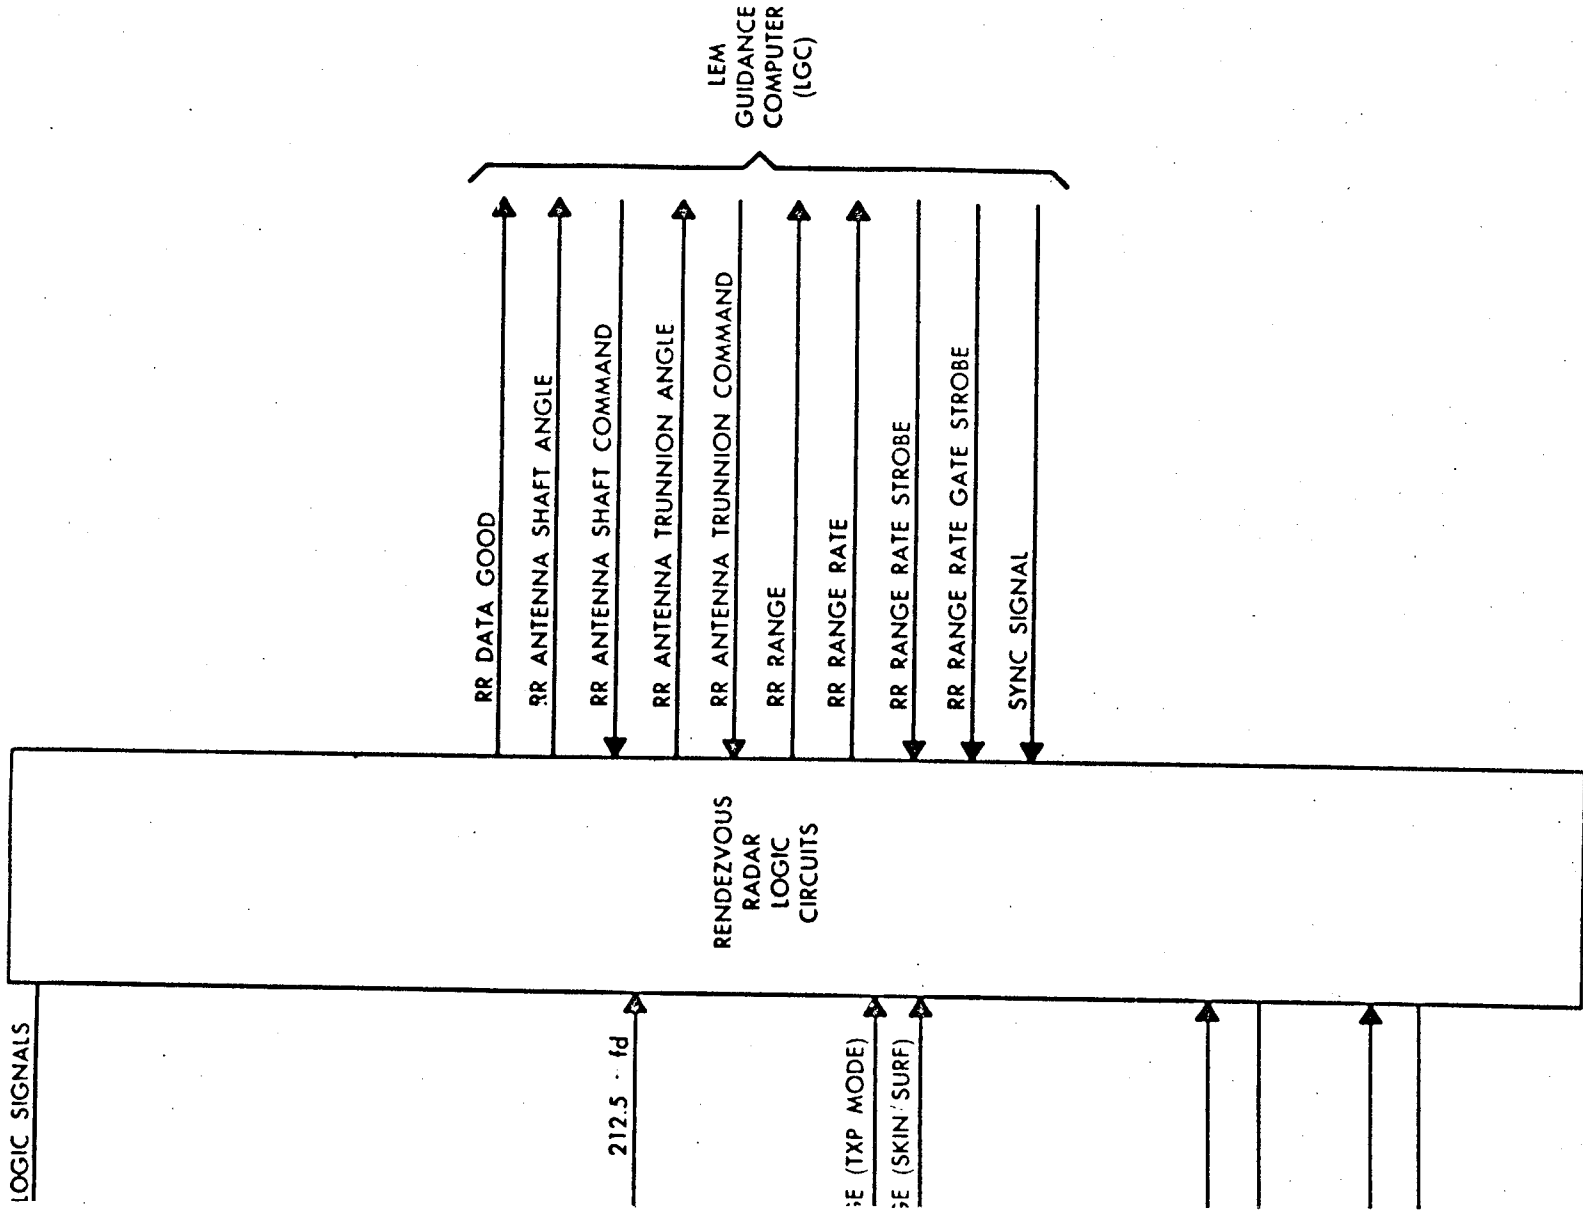 LOGIC SIGNALS
212.5 - fd
(TXP MODE)
(SKIN/SURF)
RENDEZVOUS
RADAR
LOGIC
CIRCUITS
RR DATA GOOD
RR ANTENNA SHAFT ANGLE
RR ANTENNA SHAFT COMMAND
RR ANTENNA TRUNNION ANGLE
RR ANTENNA TRUNNION COMMAND
RR RANGE
RR RANGE RATE
RR RANGE RATE STROBE
RR RANGE RATE GATE STROBE
SYNC SIGNAL
LEM
GUIDANCE
COMPUTER
(LGC)